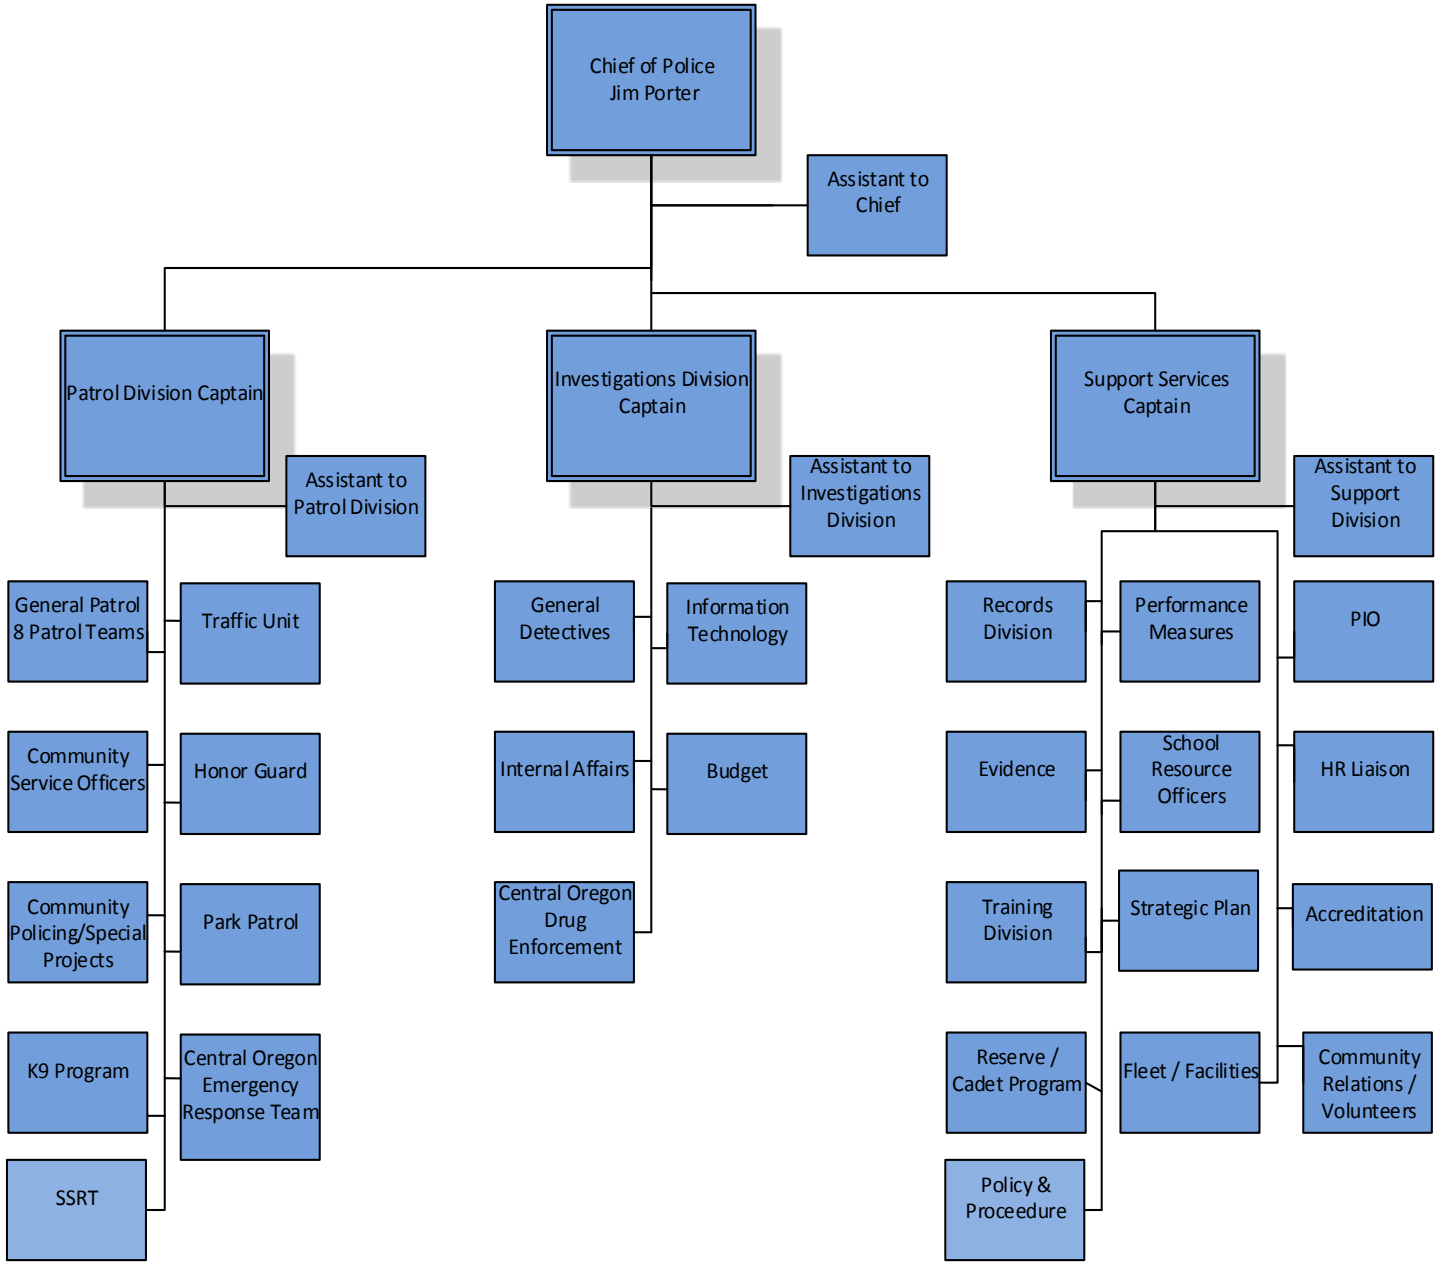 Chief of Police
Jim Porter
Assistant to
Chief
Patrol Division Captain
Investigations Division
Captain
Support Services
Captain
Assistant to
Patrol Division
Assistant to
Investigations
Division
Assistant to
Support
Division
General Patrol
8 Patrol Teams
Traffic Unit
General
Detectives
Information
Technology
Records
Division
Performance
Measures
PIO
Community
Service Officers
Honor Guard
Internal Affairs
Budget
Evidence
School
Resource
Officers
HR Liaison
Community
Policing/Special
Projects
Park Patrol
Central Oregon
Drug
Enforcement
Training
Division
Strategic Plan
Accreditation
K9 Program
Central Oregon
Emergency
Response Team
Reserve /
Cadet Program
Fleet / Facilities
Community
Relations /
Volunteers
SSRT
Policy &
Proceedure